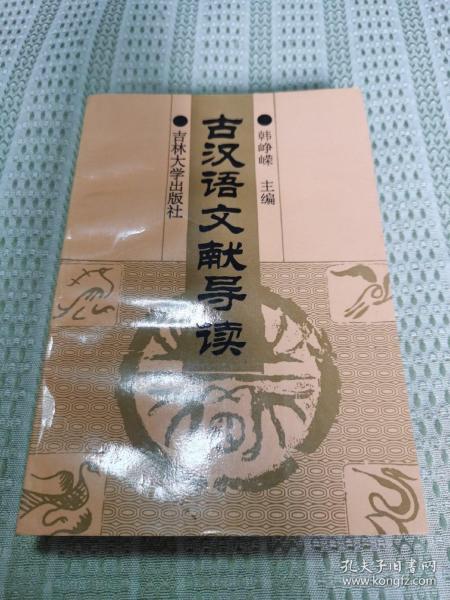 韩峥嵘 主编
古汉语文献导读
吉林大学出版社
孔夫子旧书网
www.kongfz.com